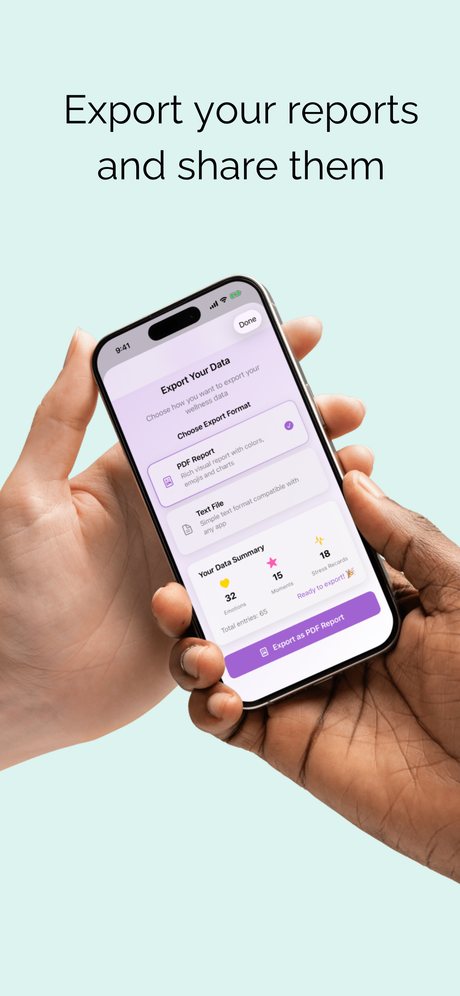 Export your reports
and share them
9:41
Done
Export Your Data
Choose how you want to export your
wellness data
Choose Export Format
PDF Report
Rich visual report with colors,
emojis and charts
Text File
Simple text format compatible with
any app
Your Data Summary
32
15
18
Emotions
Moments
Stress Records
Total entries: 65
Ready to export! 🎉
Export as PDF Report